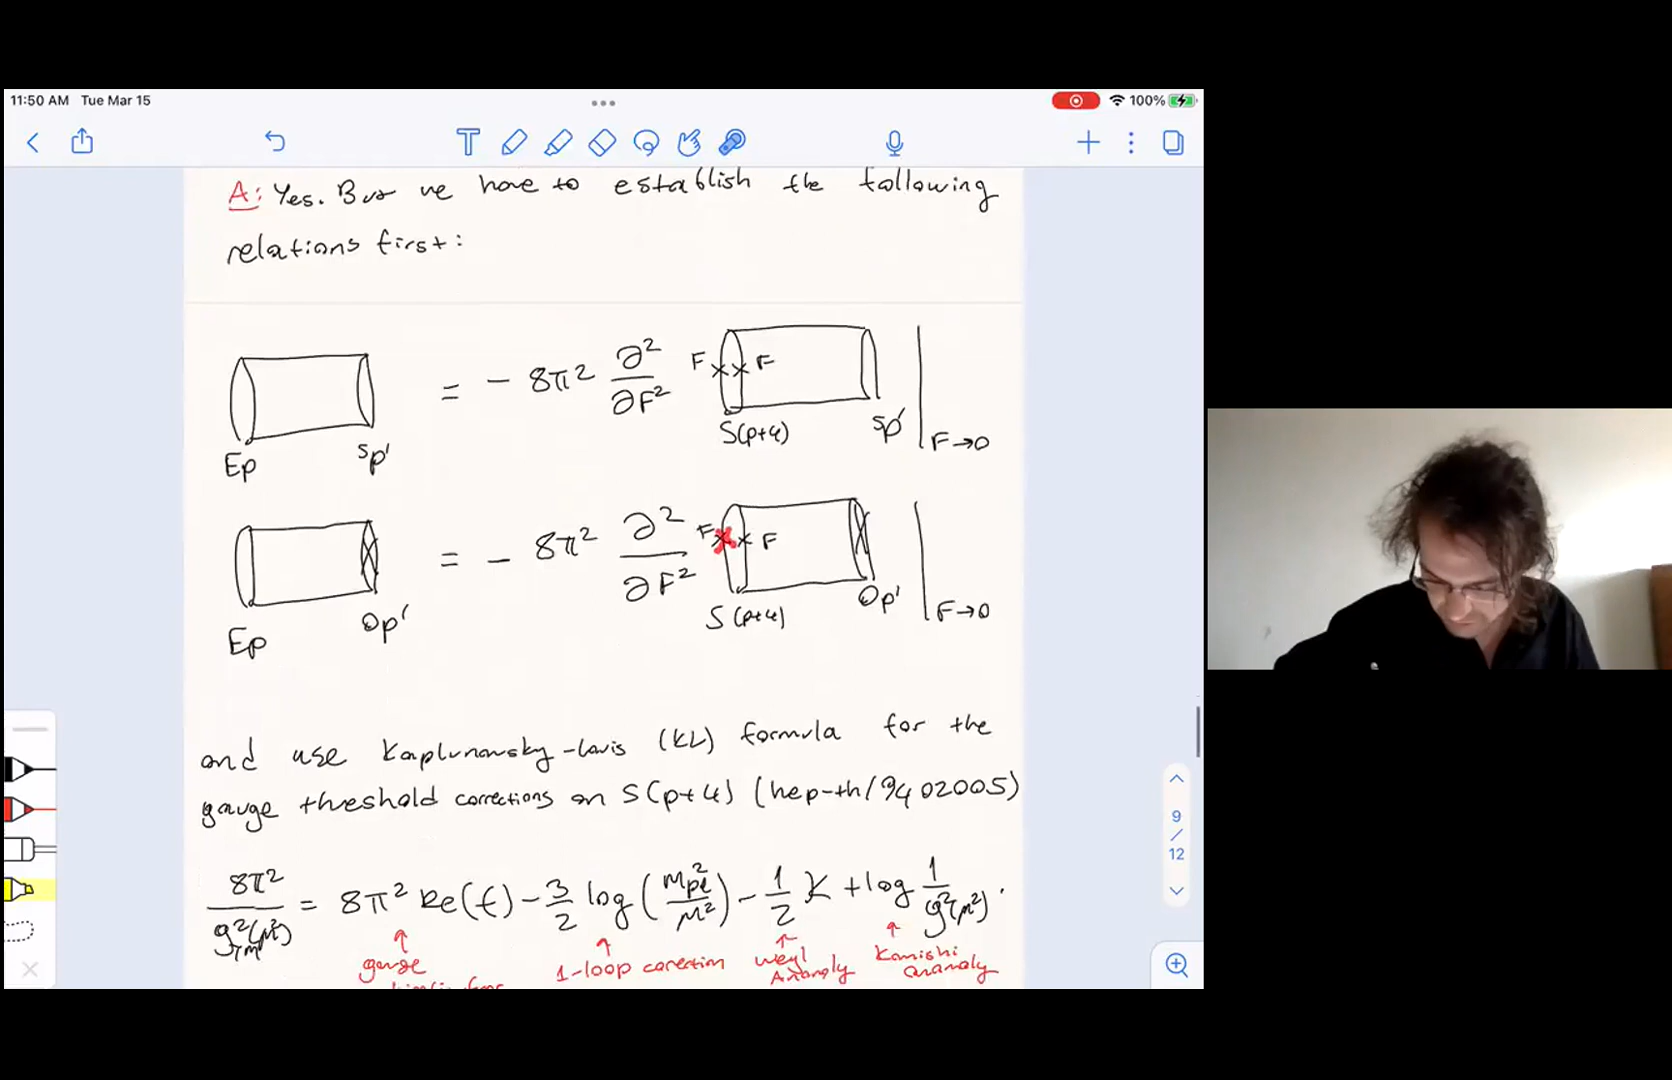 11:50 AM Tue Mar 15
100%
A: Yes. But we have to establish the following
relations first:
= - 8π² ∂²/∂F² F F F→0
Ep Sp' S(p+4) Sp'
= - 8π² ∂²/∂F² F F F→0
Ep Op' S(p+4) Op'
and use Kaplunowsky-Louis (KL) formula for the
gauge threshold corrections on S(p+4) (hep-th/9402005)
8π²/g²(μ²) = 8π² Re(f) - 3/2 log(Mpl²/μ²) - 1/2 K + log 1/g²(μ²).
gauge 1-loop correction Weyl Anomaly Konishi anomaly
9
/
12